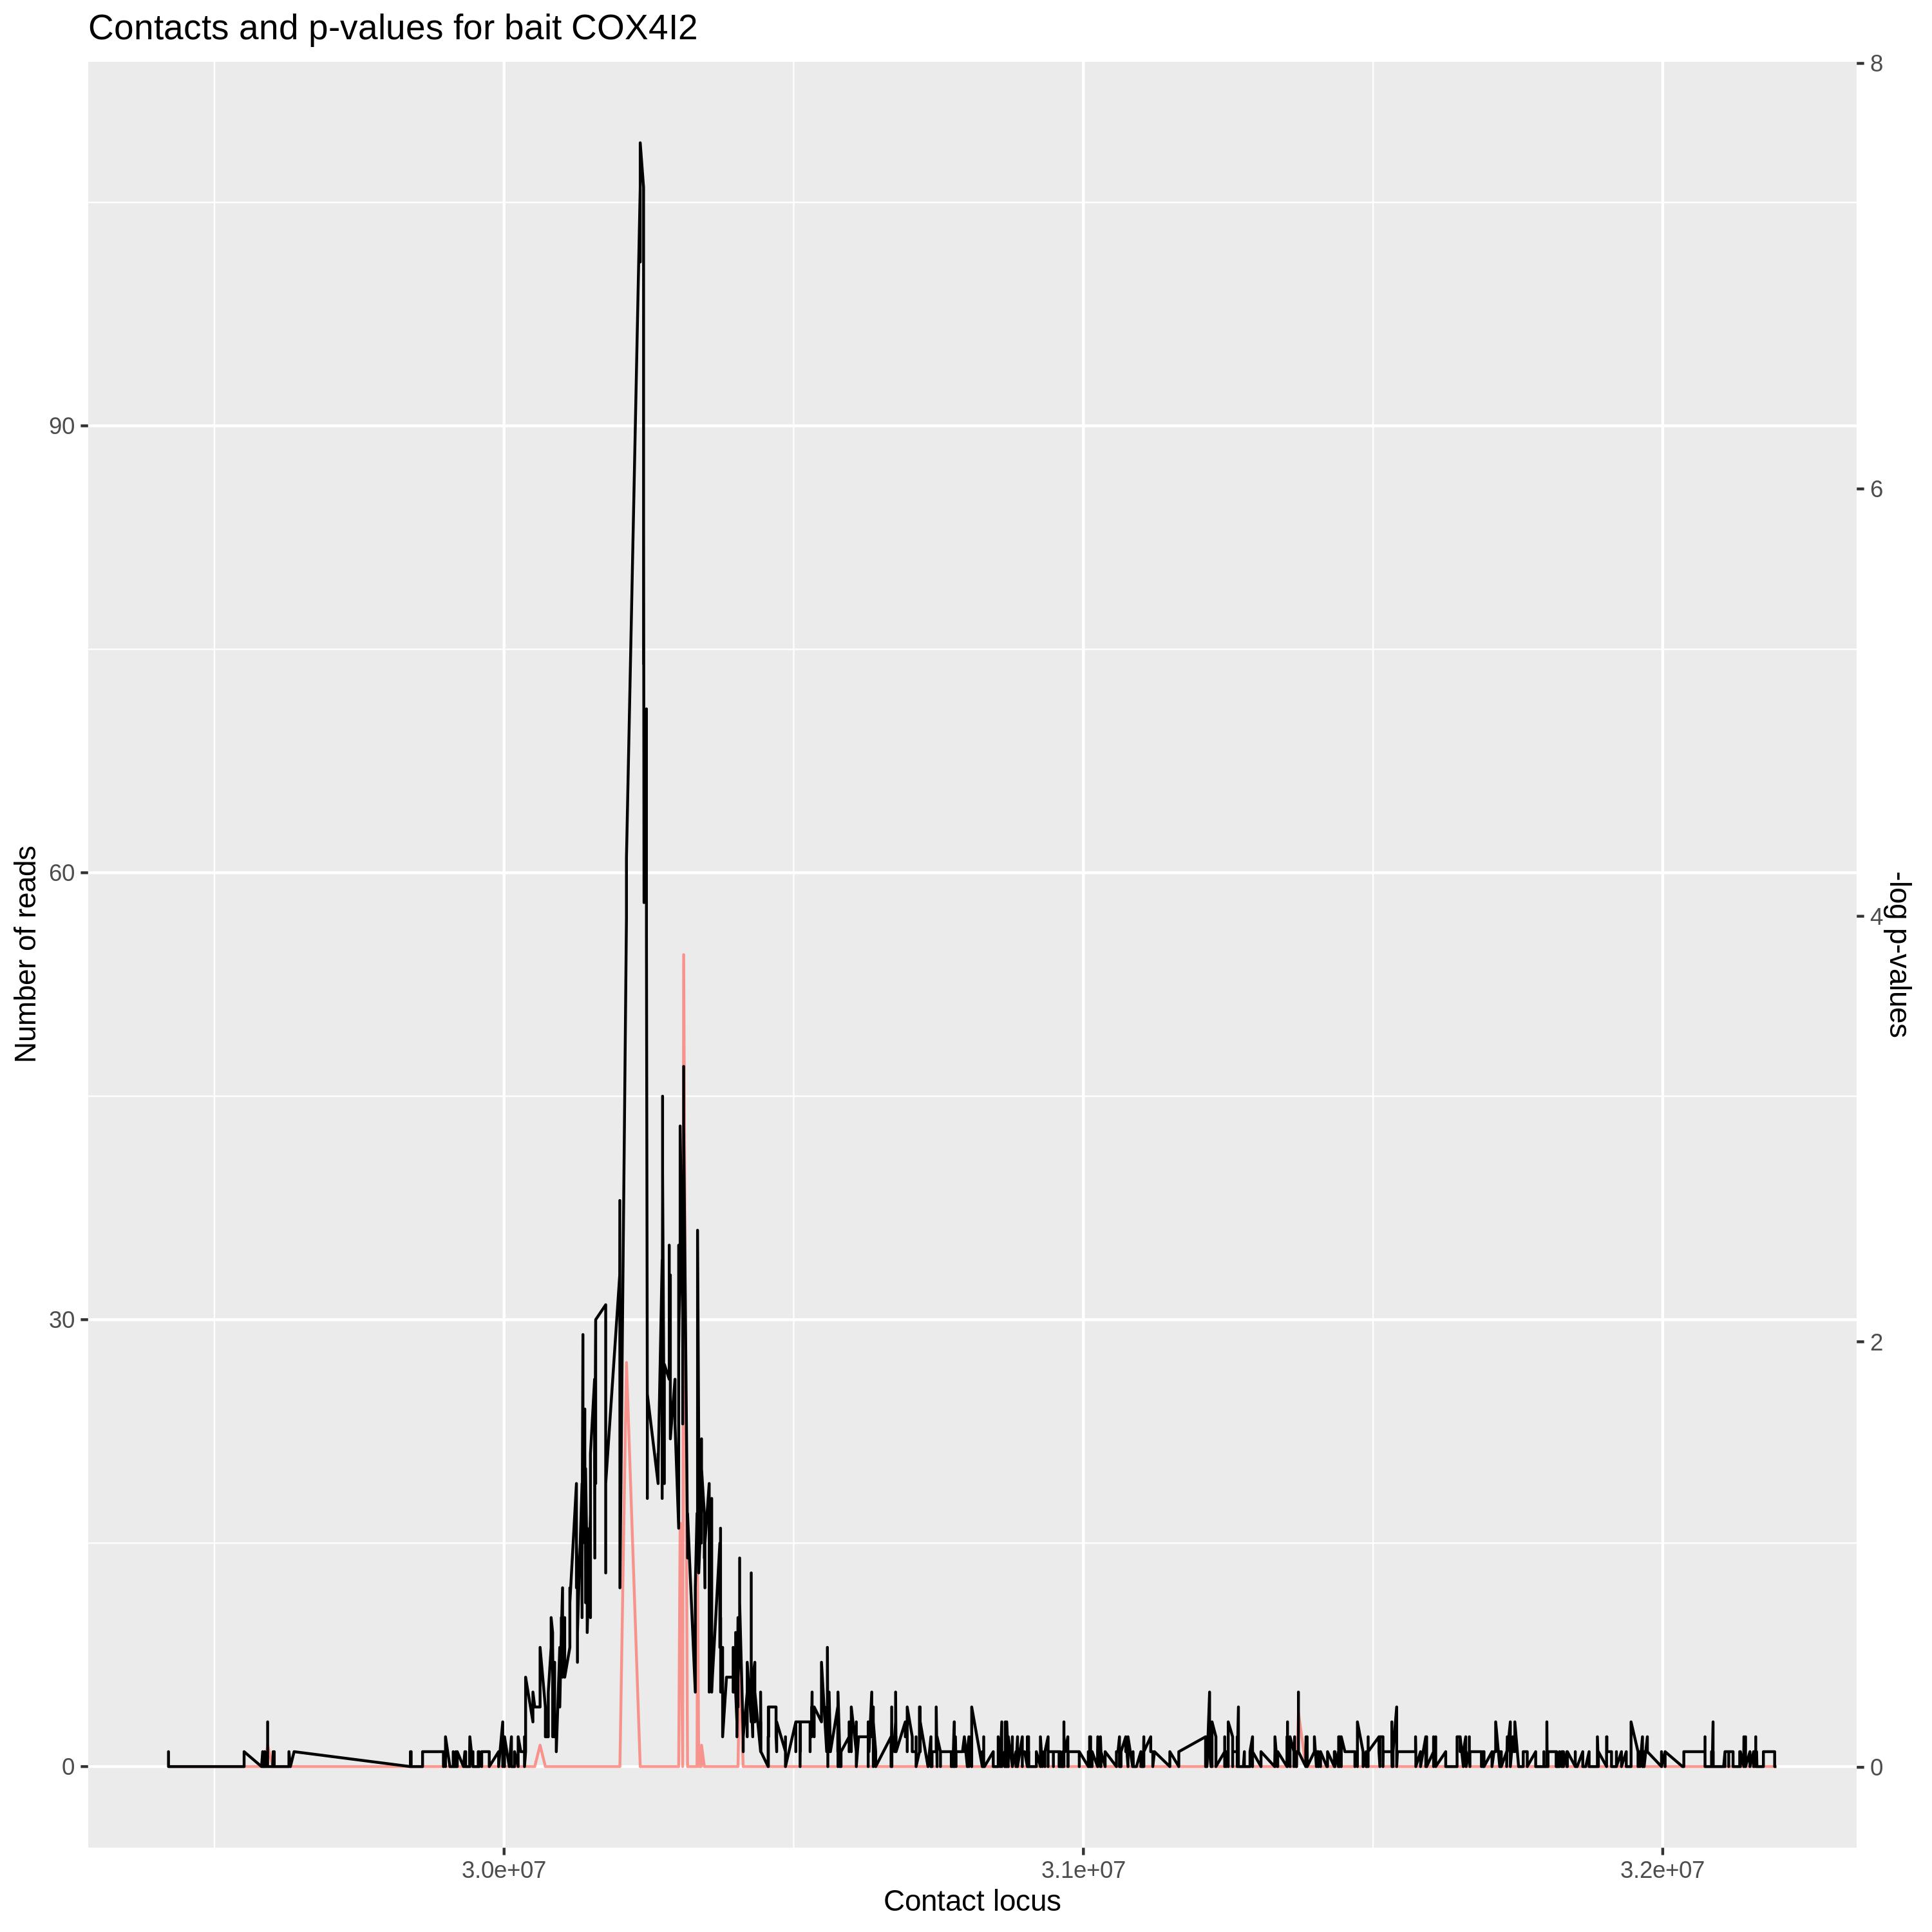 Contacts and p-values for bait COX4I2
Number of reads
90
60
30
0
8
6
4
2
0
-log p-values
3.0e+07
3.1e+07
3.2e+07
Contact locus